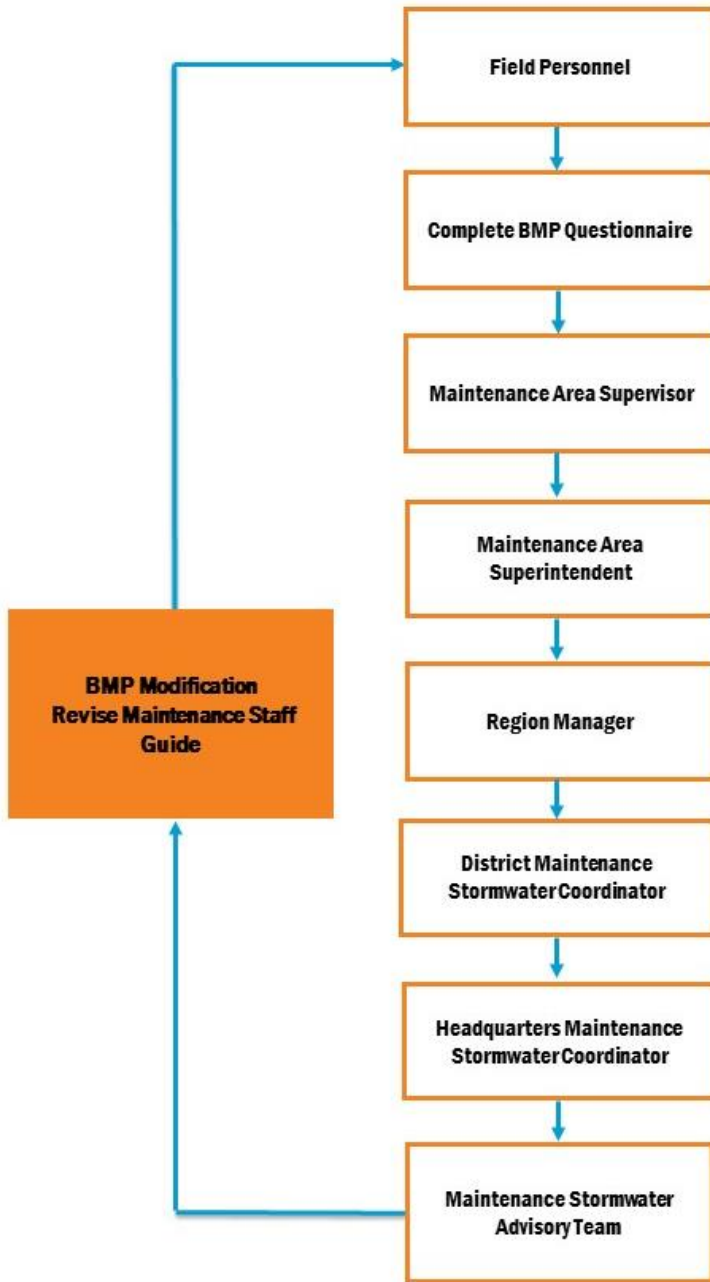 Field Personnel
Complete BMP Questionnaire
Maintenance Area Supervisor
Maintenance Area
Superintendent
Region Manager
District Maintenance
Stormwater Coordinator
Headquarters Maintenance
Stormwater Coordinator
Maintenance Stormwater
Advisory Team
BMP Modification
Revise Maintenance Staff
Guide